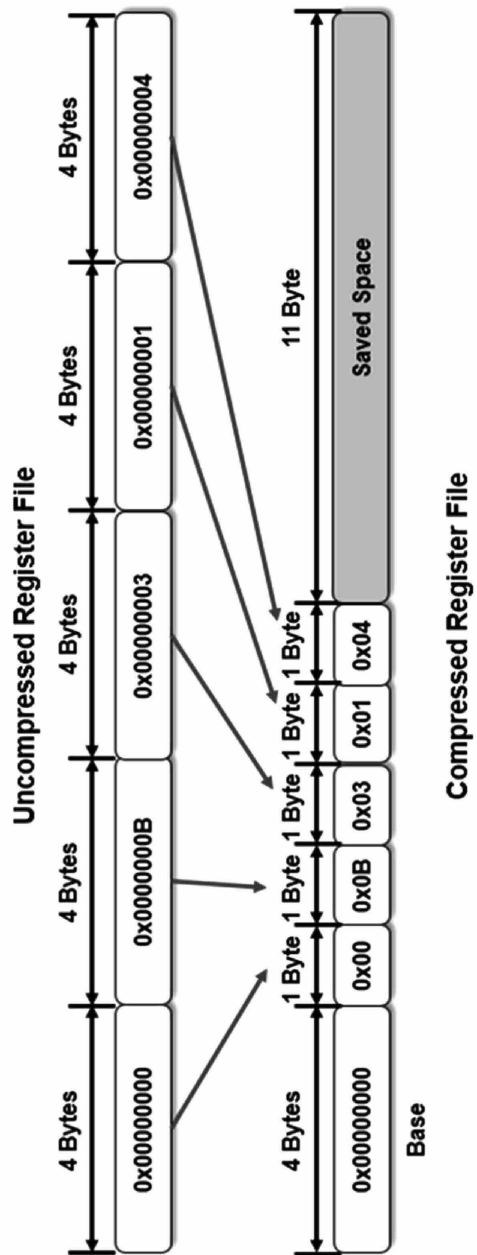 Uncompressed Register File
4 Bytes 4 Bytes 4 Bytes 4 Bytes 4 Bytes
0x00000000 0x0000000B 0x00000003 0x00000001 0x00000004
4 Bytes 1 Byte 1 Byte 1 Byte 1 Byte 1 Byte 11 Byte
0x00000000 0x00 0x0B 0x03 0x01 0x04 Saved Space
Base
Compressed Register File